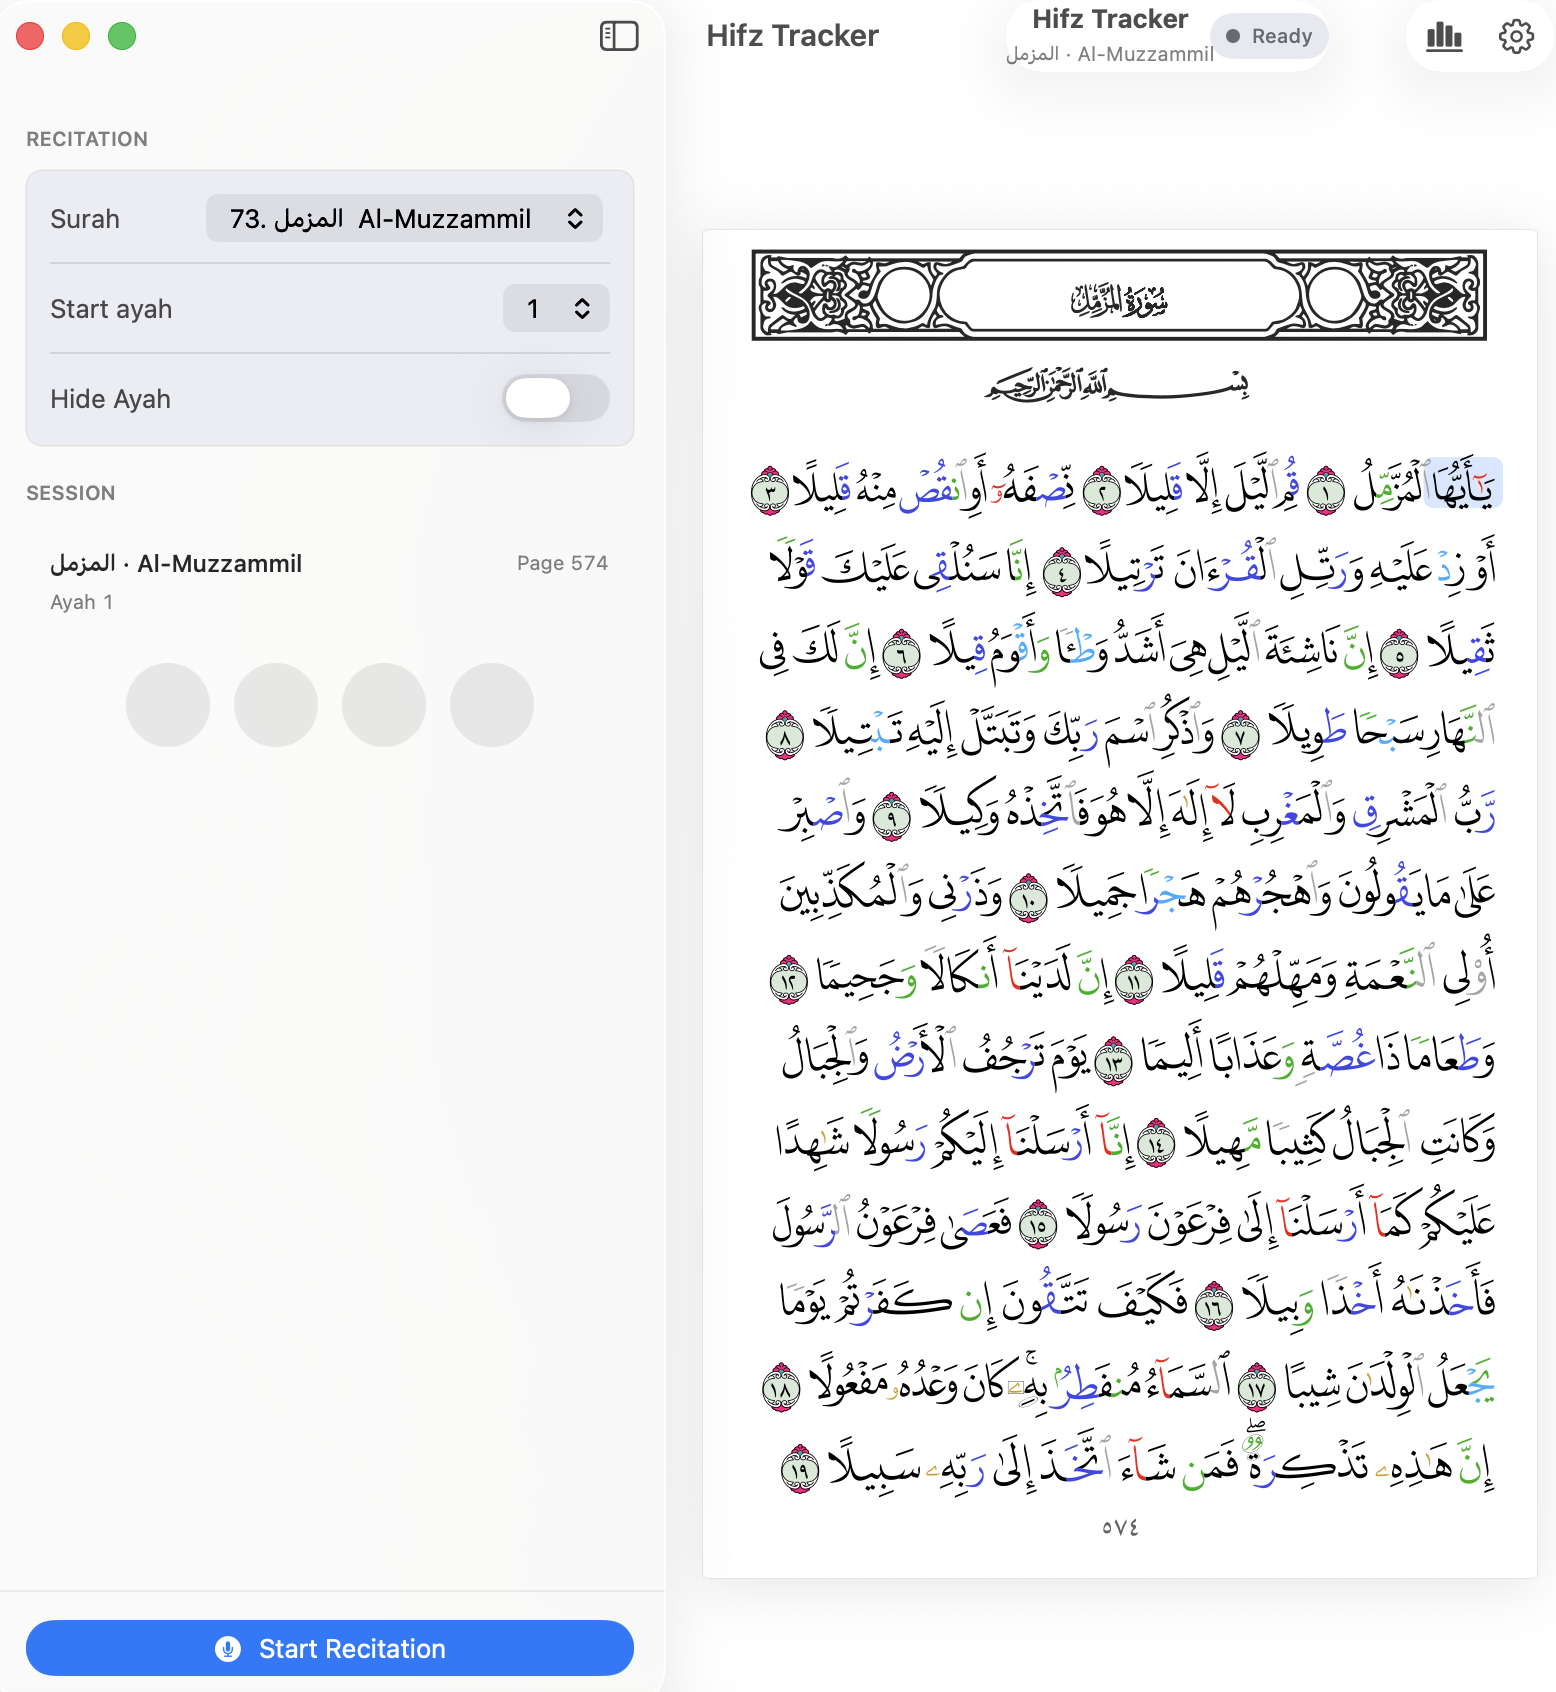 Hifz Tracker
Hifz Tracker
المزمل · Al-Muzzammil
Ready
RECITATION
Surah
73. المزمل Al-Muzzammil
Start ayah
1
Hide Ayah
SESSION
المزمل · Al-Muzzammil
Page 574
Ayah 1
Start Recitation
سُورَةُ المُزَّمِّلِ
بِسْمِ اللَّهِ الرَّحْمَٰنِ الرَّحِيمِ
يَٰٓأَيُّهَا ٱلْمُزَّمِّلُ ١ قُمِ ٱلَّيْلَ إِلَّا قَلِيلًا ٢ نِّصْفَهُۥٓ أَوِ ٱنقُصْ مِنْهُ قَلِيلًا ٣
أَوْ زِدْ عَلَيْهِ وَرَتِّلِ ٱلْقُرْءَانَ تَرْتِيلًا ٤ إِنَّا سَنُلْقِى عَلَيْكَ قَوْلًا
ثَقِيلًا ٥ إِنَّ نَاشِئَةَ ٱلَّيْلِ هِىَ أَشَدُّ وَطْـًٔا وَأَقْوَمُ قِيلًا ٦ إِنَّ لَكَ فِى
ٱلنَّهَارِ سَبْحًا طَوِيلًا ٧ وَٱذْكُرِ ٱسْمَ رَبِّكَ وَتَبَتَّلْ إِلَيْهِ تَبْتِيلًا ٨
رَّبُّ ٱلْمَشْرِقِ وَٱلْمَغْرِبِ لَآ إِلَٰهَ إِلَّا هُوَ فَٱتَّخِذْهُ وَكِيلًا ٩ وَٱصْبِرْ
عَلَىٰ مَا يَقُولُونَ وَٱهْجُرْهُمْ هَجْرًا جَمِيلًا ١٠ وَذَرْنِى وَٱلْمُكَذِّبِينَ
أُو۟لِى ٱلنَّعْمَةِ وَمَهِّلْهُمْ قَلِيلًا ١١ إِنَّ لَدَيْنَآ أَنكَالًا وَجَحِيمًا ١٢
وَطَعَامًا ذَا غُصَّةٍ وَعَذَابًا أَلِيمًا ١٣ يَوْمَ تَرْجُفُ ٱلْأَرْضُ وَٱلْجِبَالُ
وَكَانَتِ ٱلْجِبَالُ كَثِيبًا مَّهِيلًا ١٤ إِنَّآ أَرْسَلْنَآ إِلَيْكُمْ رَسُولًا شَٰهِدًا
عَلَيْكُمْ كَمَآ أَرْسَلْنَآ إِلَىٰ فِرْعَوْنَ رَسُولًا ١٥ فَعَصَىٰ فِرْعَوْنُ ٱلرَّسُولَ
فَأَخَذْنَٰهُ أَخْذًا وَبِيلًا ١٦ فَكَيْفَ تَتَّقُونَ إِن كَفَرْتُمْ يَوْمًا
يَجْعَلُ ٱلْوِلْدَٰنَ شِيبًا ١٧ ٱلسَّمَآءُ مُنفَطِرٌۢ بِهِۦ ۚ كَانَ وَعْدُهُۥ مَفْعُولًا ١٨
إِنَّ هَٰذِهِۦ تَذْكِرَةٌ ۖ فَمَن شَآءَ ٱتَّخَذَ إِلَىٰ رَبِّهِۦ سَبِيلًا ١٩
٥٧٤